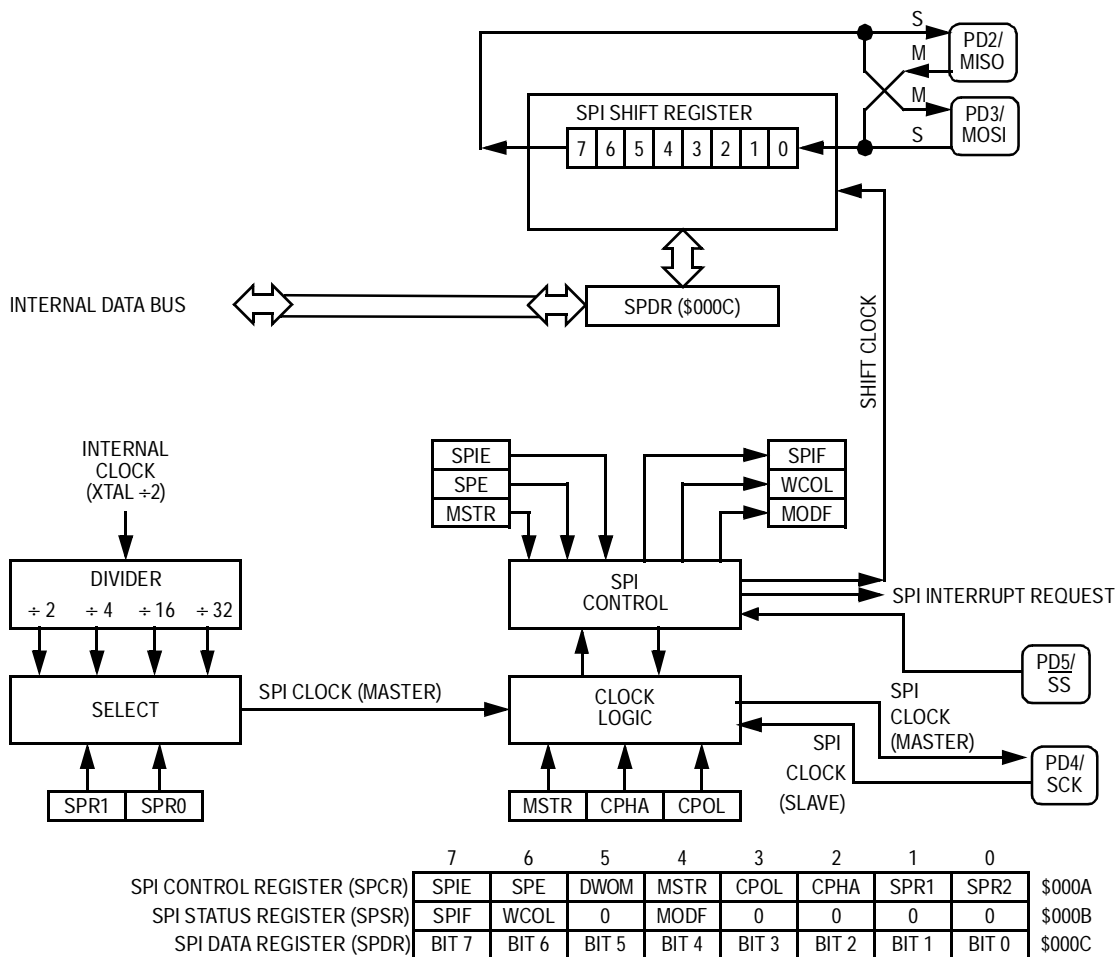 S
PD2/
MISO
M
M
PD3/
MOSI
S
SPI SHIFT REGISTER
7 6 5 4 3 2 1 0
INTERNAL DATA BUS
SPDR ($000C)
SHIFT CLOCK
INTERNAL
CLOCK
(XTAL ÷2)
SPIE
SPE
MSTR
SPIF
WCOL
MODF
DIVIDER
÷ 2 ÷ 4 ÷ 16 ÷ 32
SPI
CONTROL
SPI INTERRUPT REQUEST
PD5/
SS
SELECT
SPI CLOCK (MASTER)
CLOCK
LOGIC
SPI
CLOCK
(MASTER)
SPI
CLOCK
(SLAVE)
PD4/
SCK
SPR1 SPR0
MSTR CPHA CPOL
7 6 5 4 3 2 1 0
SPI CONTROL REGISTER (SPCR) SPIE SPE DWOM MSTR CPOL CPHA SPR1 SPR2 $000A
SPI STATUS REGISTER (SPSR) SPIF WCOL 0 MODF 0 0 0 0 $000B
SPI DATA REGISTER (SPDR) BIT 7 BIT 6 BIT 5 BIT 4 BIT 3 BIT 2 BIT 1 BIT 0 $000C